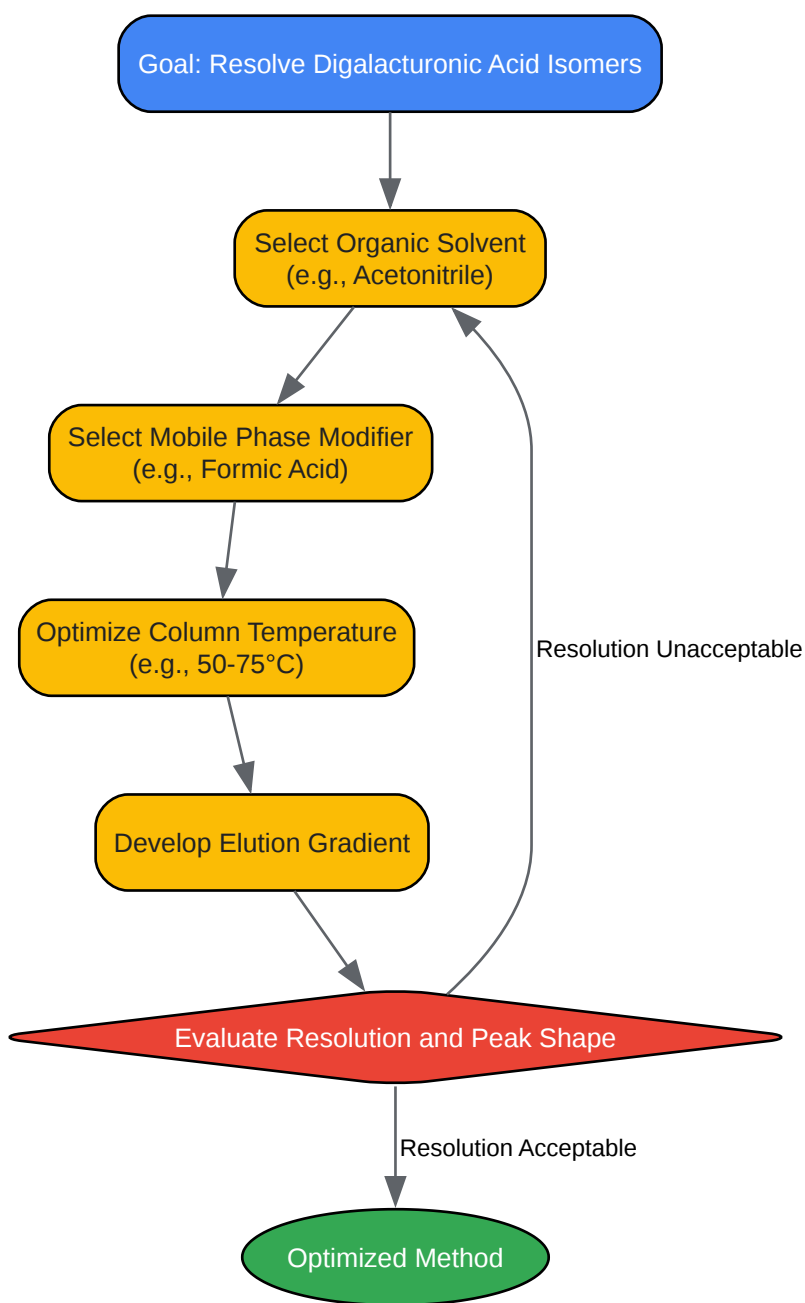 Goal: Resolve Digalacturonic Acid Isomers
Select Organic Solvent
(e.g., Acetonitrile)
Select Mobile Phase Modifier
(e.g., Formic Acid)
Optimize Column Temperature
(e.g., 50-75°C)
Resolution Unacceptable
Develop Elution Gradient
Evaluate Resolution and Peak Shape
Resolution Acceptable
Optimized Method